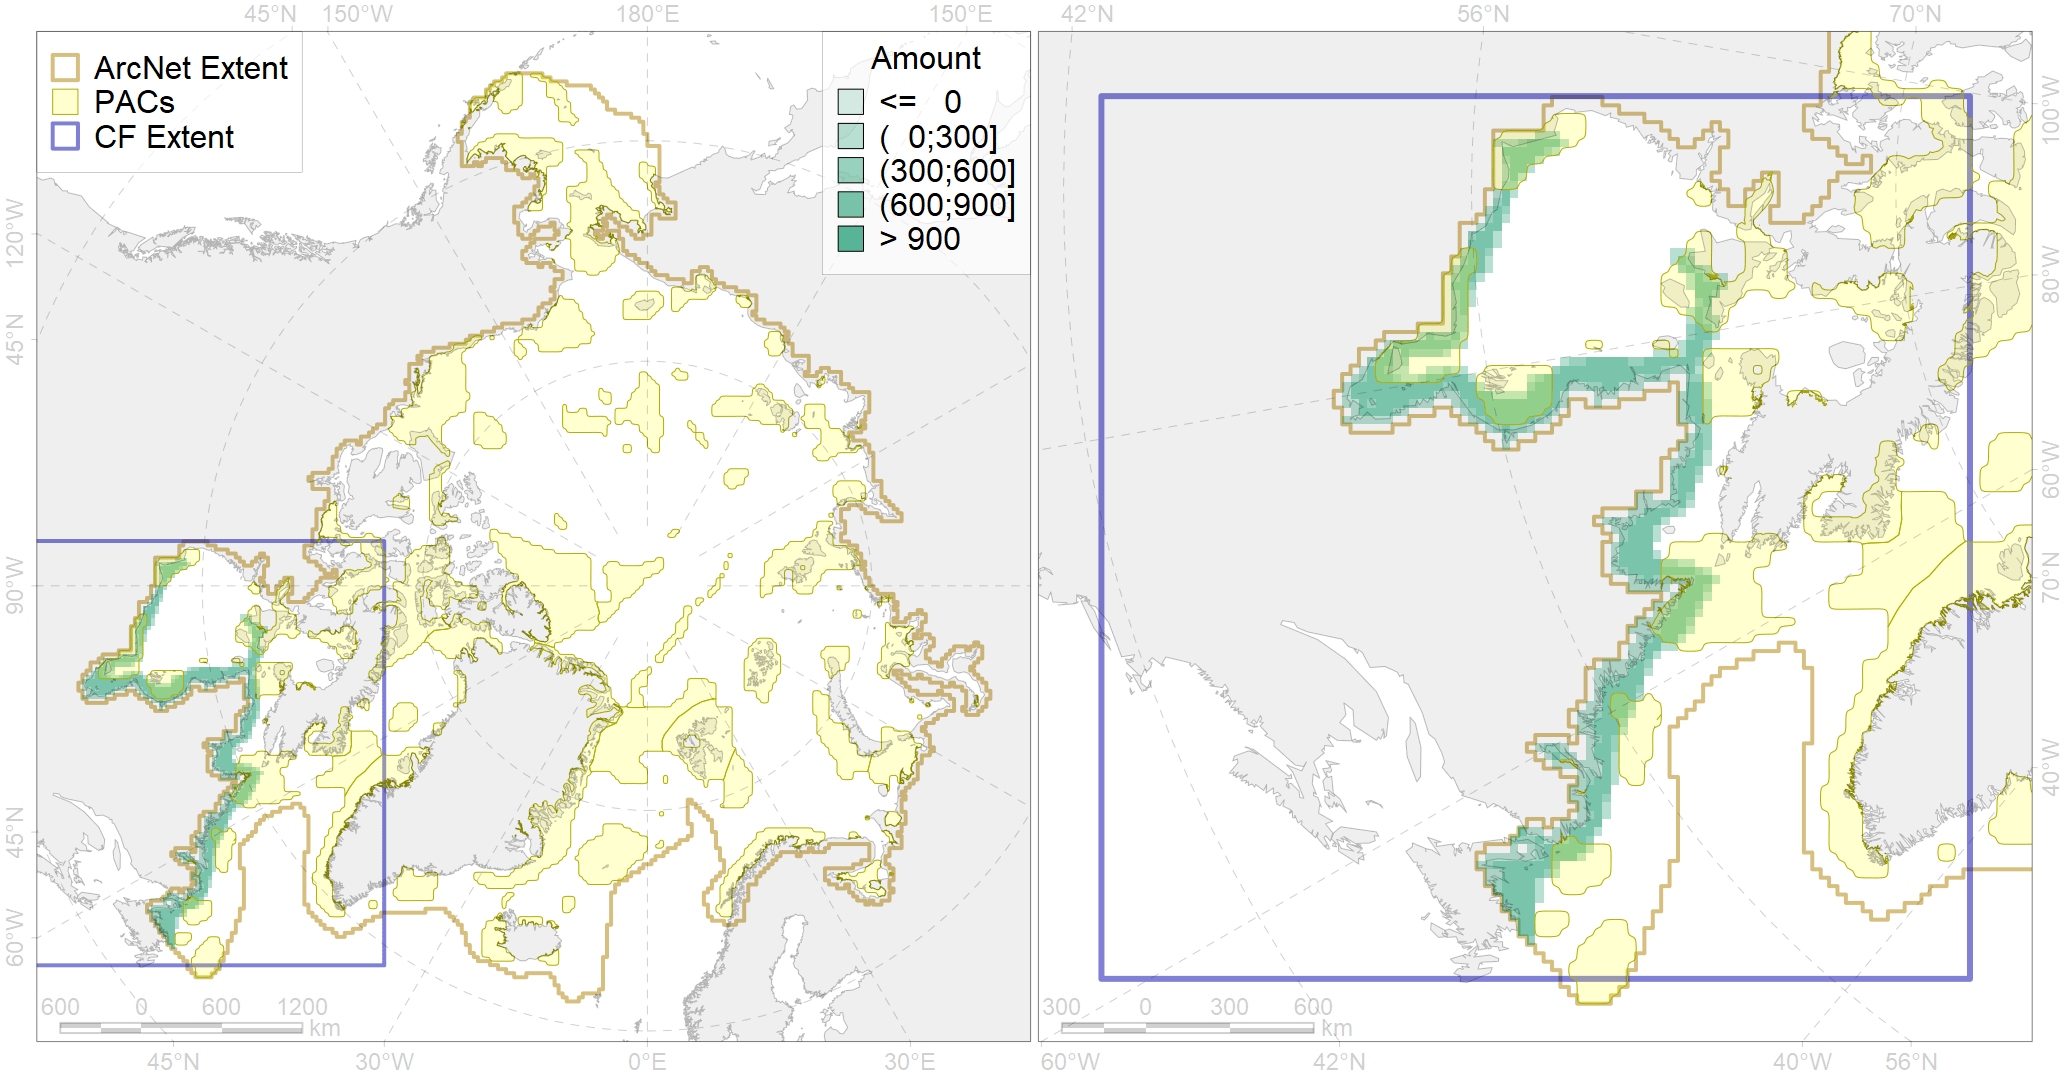 45°N 150°W 180°E 150°E 42°N 56°N 70°N
ArcNet Extent
PACs
CF Extent
Amount
<= 0
( 0;300]
(300;600]
(600;900]
> 900
120°W
45°N
90°W
45°N
60°W
100°W
80°W
60°W
70°N
40°W
600 0 600 1200
km
300 0 300 600
km
45°N 30°W 0°E 30°E 60°W 42°N 40°W 56°N